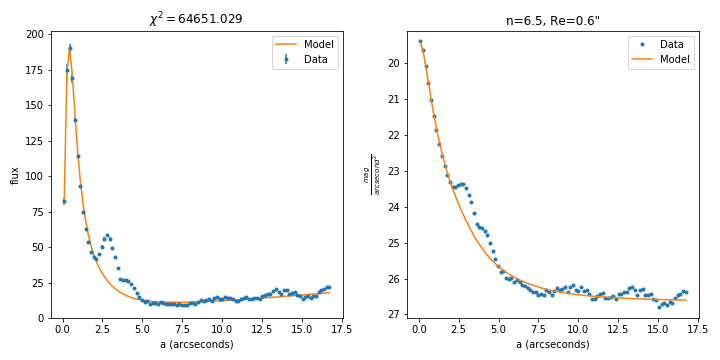 χ² = 64651.029
Model
Data
flux
200
175
150
125
100
75
50
25
0
0.0 2.5 5.0 7.5 10.0 12.5 15.0 17.5
a (arcseconds)
n=6.5, Re=0.6"
Data
Model
mag/arcsecond²
20
21
22
23
24
25
26
27
0.0 2.5 5.0 7.5 10.0 12.5 15.0 17.5
a (arcseconds)